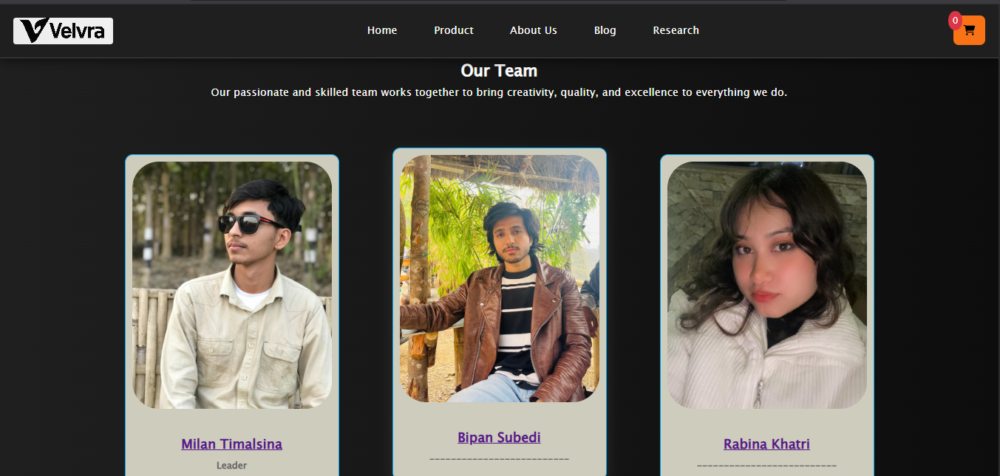 Velvra
Home Product About Us Blog Research
0
Our Team
Our passionate and skilled team works together to bring creativity, quality, and excellence to everything we do.
Milan Timalsina
Leader
Bipan Subedi
--------------------------
Rabina Khatri
--------------------------